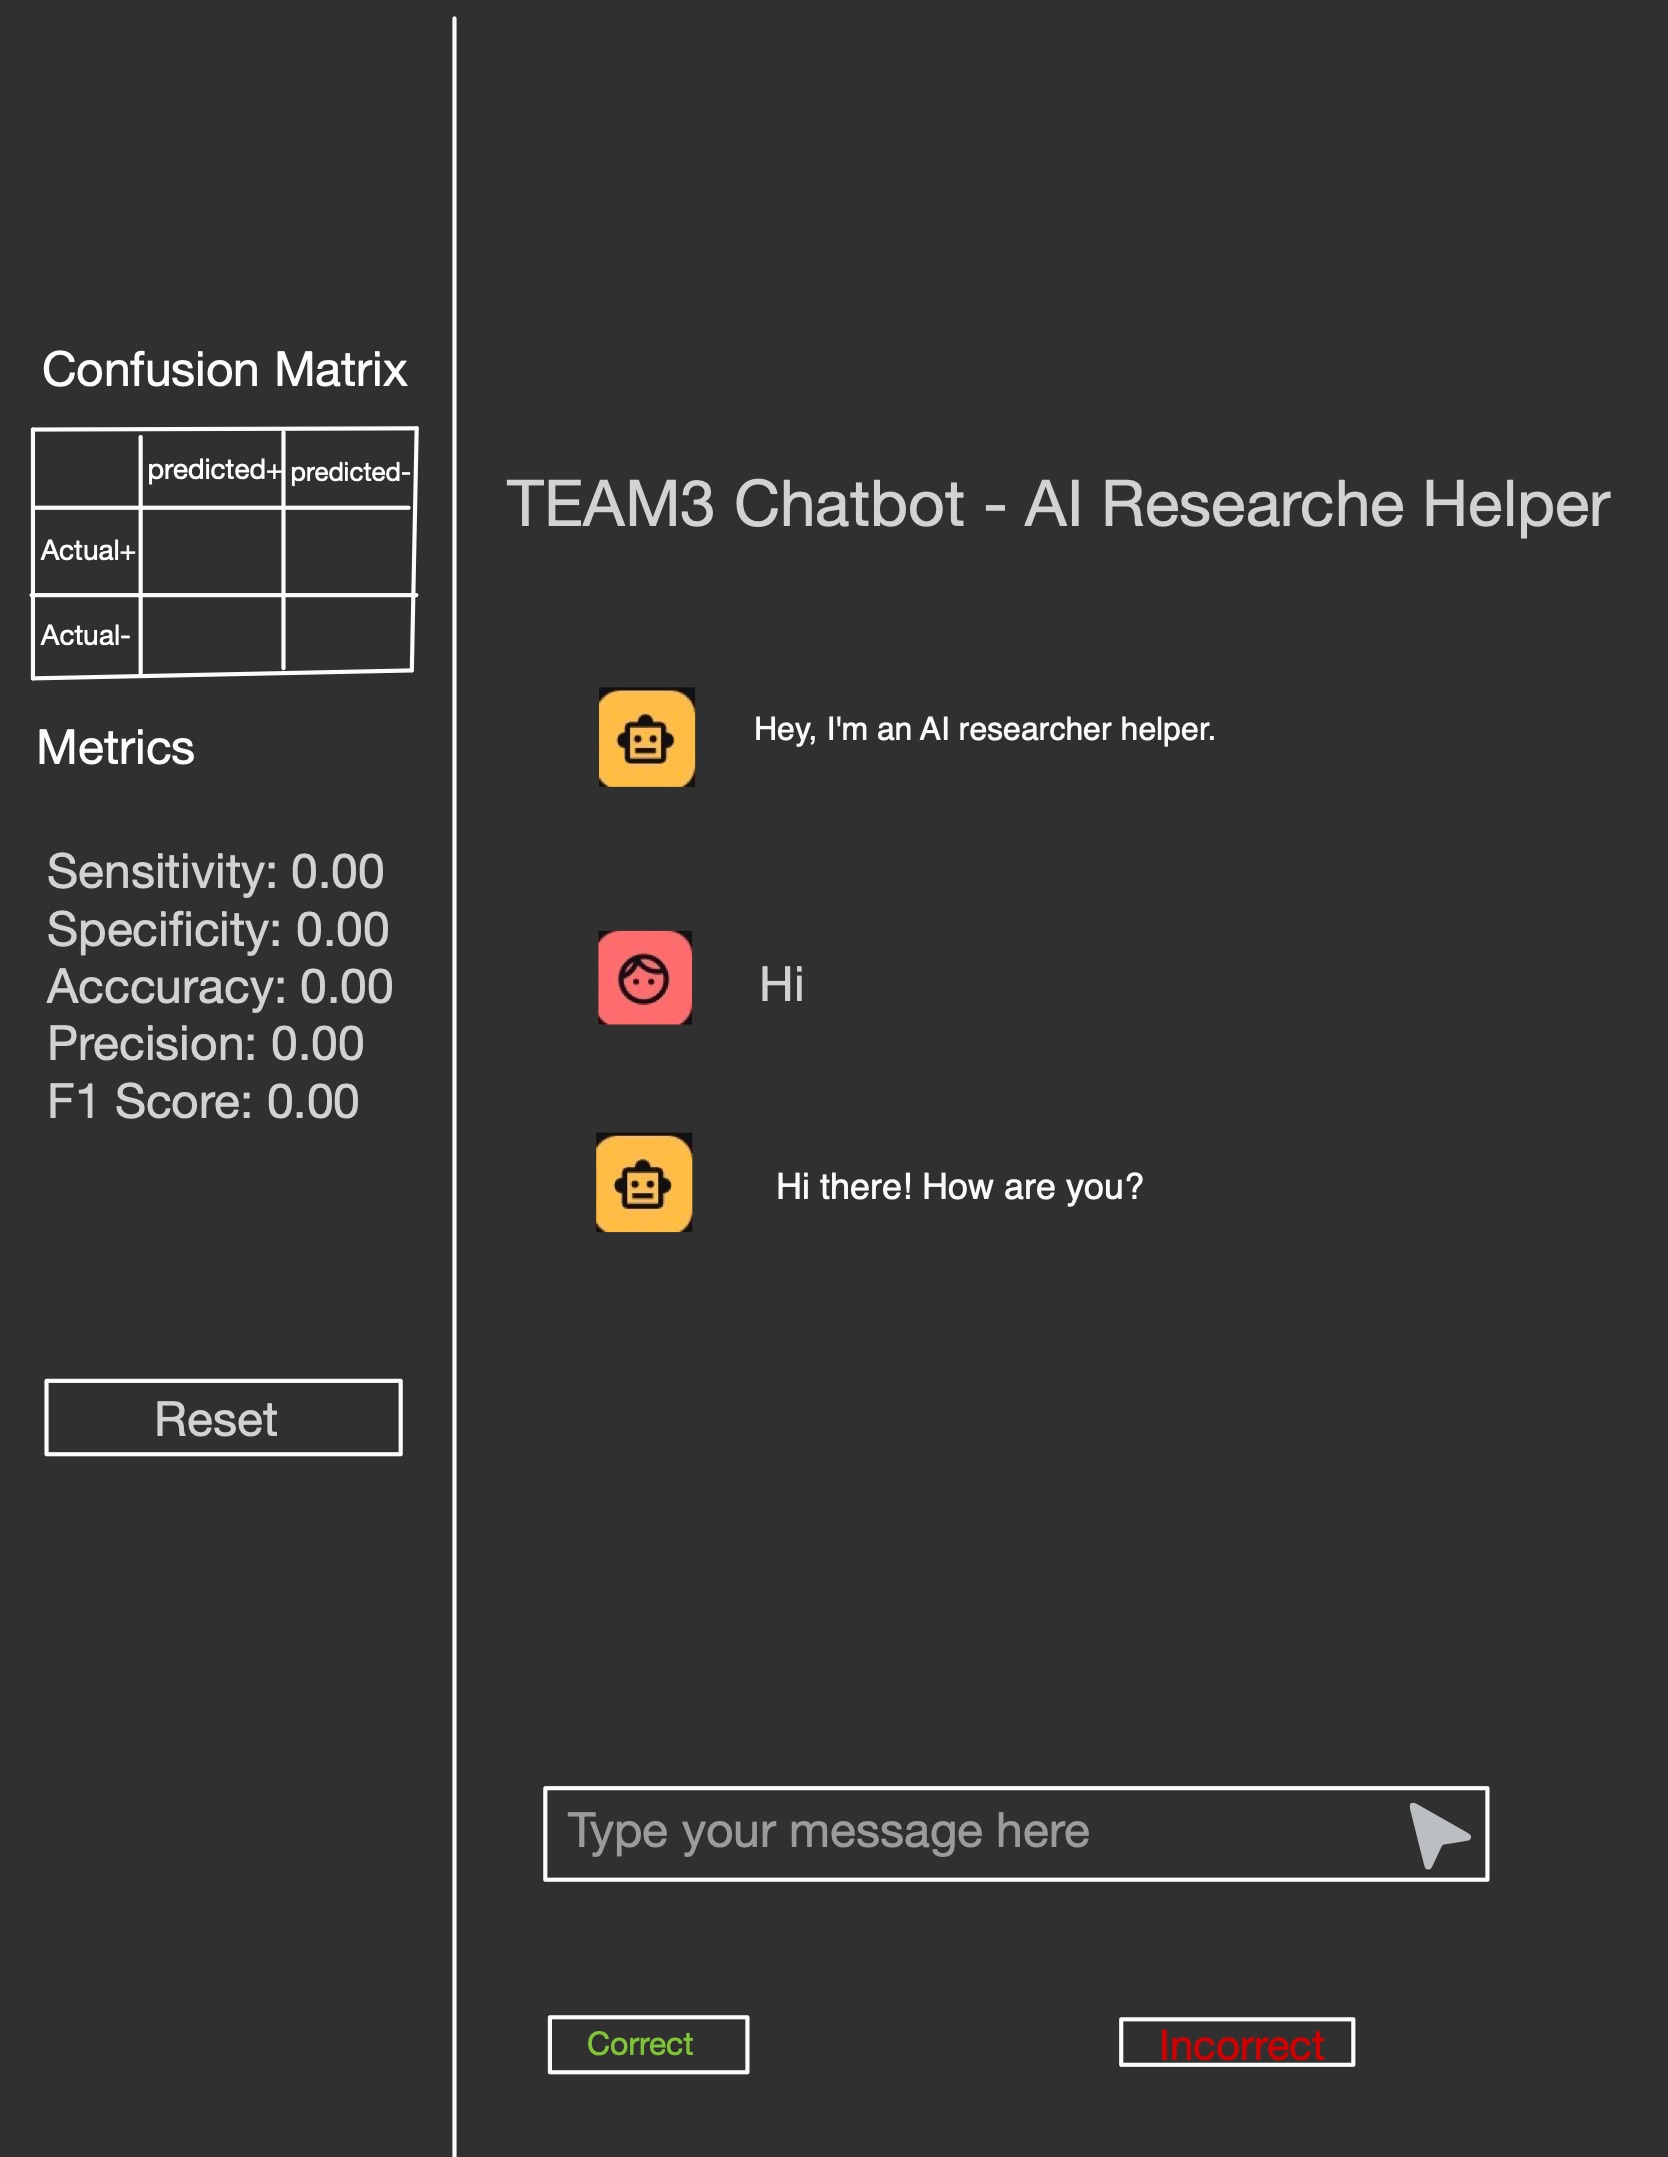 Confusion Matrix
predicted+ predicted-
Actual+
Actual-
Metrics
Sensitivity: 0.00
Specificity: 0.00
Acccuracy: 0.00
Precision: 0.00
F1 Score: 0.00
Reset
TEAM3 Chatbot - AI Researche Helper
Hey, I'm an AI researcher helper.
Hi
Hi there! How are you?
Type your message here
Correct
Incorrect